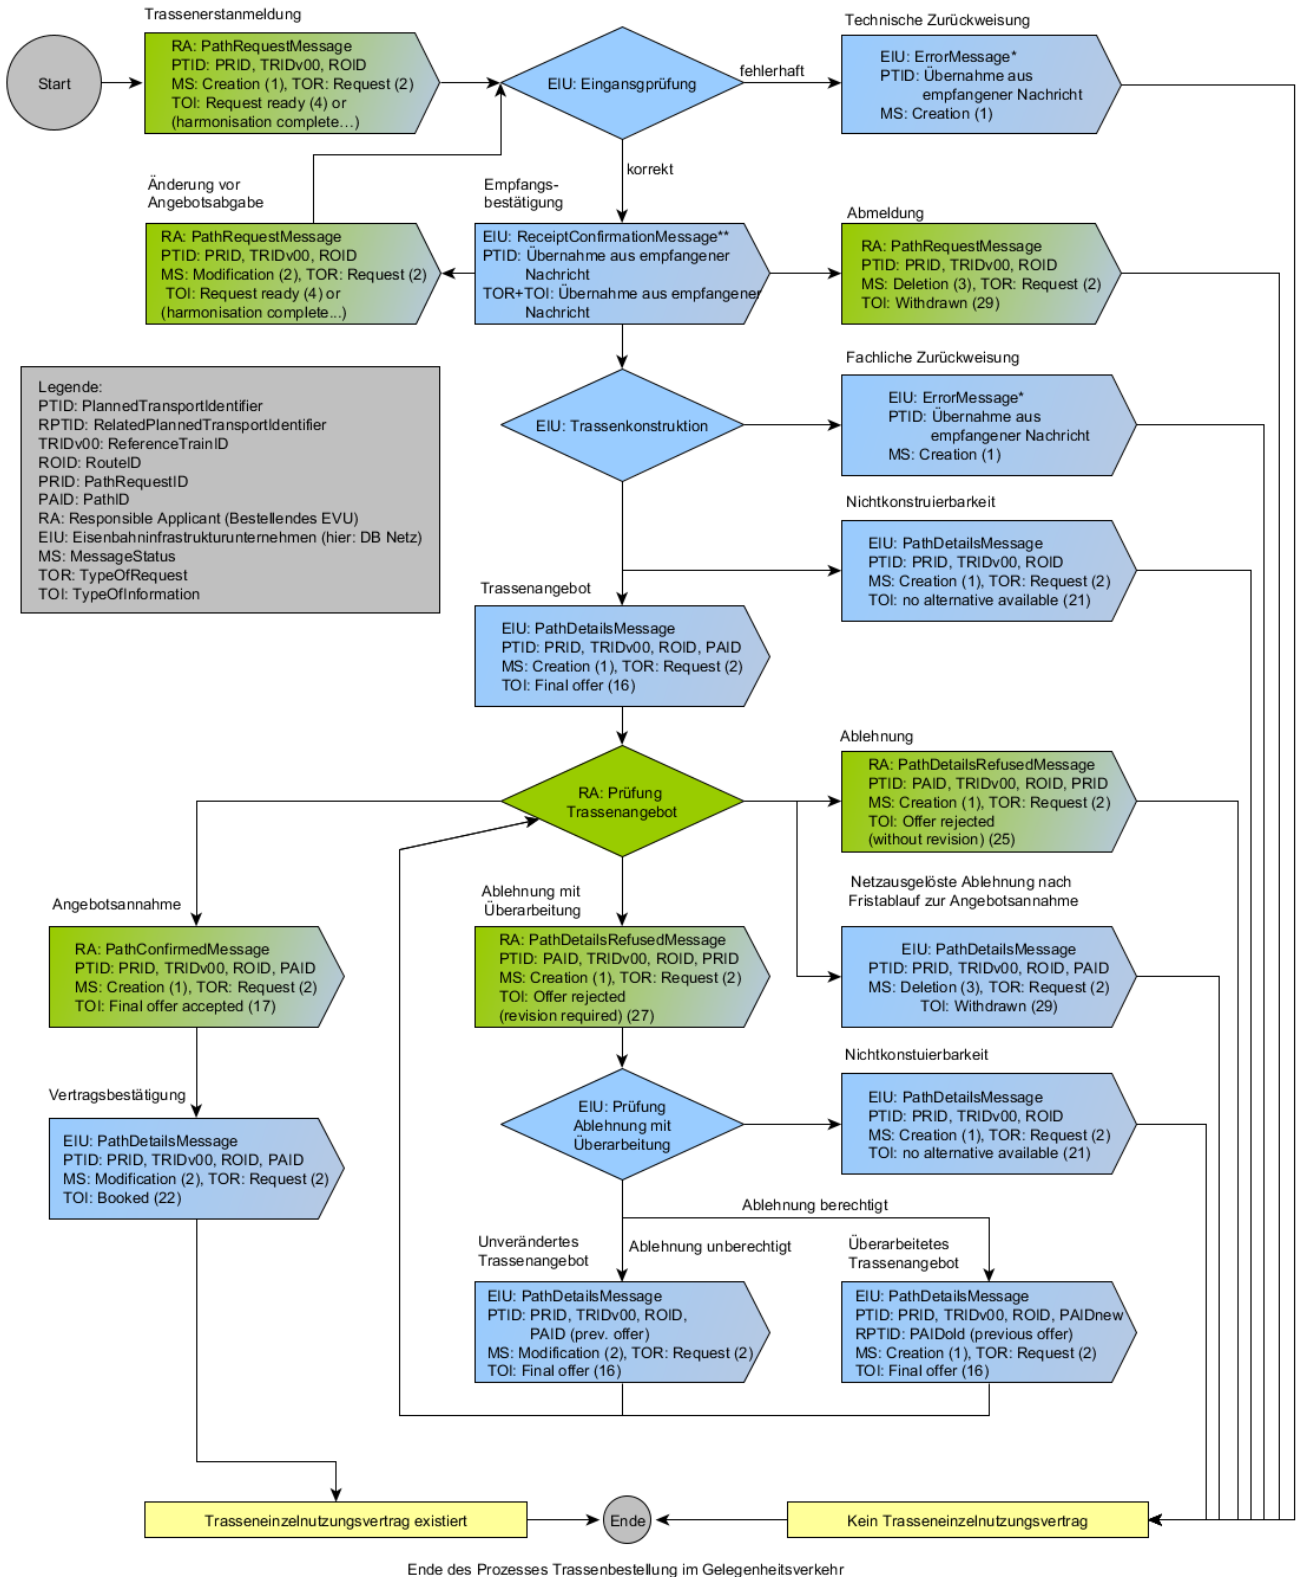 Trassenerstanmeldung
Start
RA: PathRequestMessage
PTID: PRID, TRIDv00, ROID
MS: Creation (1), TOR: Request (2)
TOI: Request ready (4) or
(harmonisation complete…)
EIU: Eingansgprüfung
fehlerhaft
korrekt
Technische Zurückweisung
EIU: ErrorMessage*
PTID: Übernahme aus
empfangener Nachricht
MS: Creation (1)
Änderung vor
Angebotsabgabe
RA: PathRequestMessage
PTID: PRID, TRIDv00, ROID
MS: Modification (2), TOR: Request (2)
TOI: Request ready (4) or
(harmonisation complete...)
Empfangs-
bestätigung
EIU: ReceiptConfirmationMessage**
PTID: Übernahme aus empfangener
Nachricht
TOR+TOI: Übernahme aus empfangener
Nachricht
Abmeldung
RA: PathRequestMessage
PTID: PRID, TRIDv00, ROID
MS: Deletion (3), TOR: Request (2)
TOI: Withdrawn (29)
Legende:
PTID: PlannedTransportIdentifier
RPTID: RelatedPlannedTransportIdentifier
TRIDv00: ReferenceTrainID
ROID: RouteID
PRID: PathRequestID
PAID: PathID
RA: Responsible Applicant (Bestellendes EVU)
EIU: Eisenbahninfrastrukturunternehmen (hier: DB Netz)
MS: MessageStatus
TOR: TypeOfRequest
TOI: TypeOfInformation
EIU: Trassenkonstruktion
Fachliche Zurückweisung
EIU: ErrorMessage*
PTID: Übernahme aus
empfangener Nachricht
MS: Creation (1)
Nichtkonstruierbarkeit
EIU: PathDetailsMessage
PTID: PRID, TRIDv00, ROID
MS: Creation (1), TOR: Request (2)
TOI: no alternative available (21)
Trassenangebot
EIU: PathDetailsMessage
PTID: PRID, TRIDv00, ROID, PAID
MS: Creation (1), TOR: Request (2)
TOI: Final offer (16)
RA: Prüfung
Trassenangebot
Ablehnung
RA: PathDetailsRefusedMessage
PTID: PAID, TRIDv00, ROID, PRID
MS: Creation (1), TOR: Request (2)
TOI: Offer rejected
(without revision) (25)
Angebotsannahme
RA: PathConfirmedMessage
PTID: PRID, TRIDv00, ROID, PAID
MS: Creation (1), TOR: Request (2)
TOI: Final offer accepted (17)
Ablehnung mit
Überarbeitung
RA: PathDetailsRefusedMessage
PTID: PAID, TRIDv00, ROID, PRID
MS: Creation (1), TOR: Request (2)
TOI: Offer rejected
(revision required) (27)
Netzausgelöste Ablehnung nach
Fristablauf zur Angebotsannahme
EIU: PathDetailsMessage
PTID: PRID, TRIDv00, ROID, PAID
MS: Deletion (3), TOR: Request (2)
TOI: Withdrawn (29)
Vertragsbestätigung
EIU: PathDetailsMessage
PTID: PRID, TRIDv00, ROID, PAID
MS: Modification (2), TOR: Request (2)
TOI: Booked (22)
EIU: Prüfung
Ablehnung mit
Überarbeitung
Nichtkonstuierbarkeit
EIU: PathDetailsMessage
PTID: PRID, TRIDv00, ROID
MS: Creation (1), TOR: Request (2)
TOI: no alternative available (21)
Ablehnung berechtigt
Ablehnung unberechtigt
Unverändertes
Trassenangebot
EIU: PathDetailsMessage
PTID: PRID, TRIDv00, ROID,
PAID (prev. offer)
MS: Modification (2), TOR: Request (2)
TOI: Final offer (16)
Überarbeitetes
Trassenangebot
EIU: PathDetailsMessage
PTID: PRID, TRIDv00, ROID, PAIDnew
RPTID: PAIDold (previous offer)
MS: Creation (1), TOR: Request (2)
TOI: Final offer (16)
Trasseneinzelnutzungsvertrag existiert
Ende
Kein Trasseneinzelnutzungsvertrag
Ende des Prozesses Trassenbestellung im Gelegenheitsverkehr